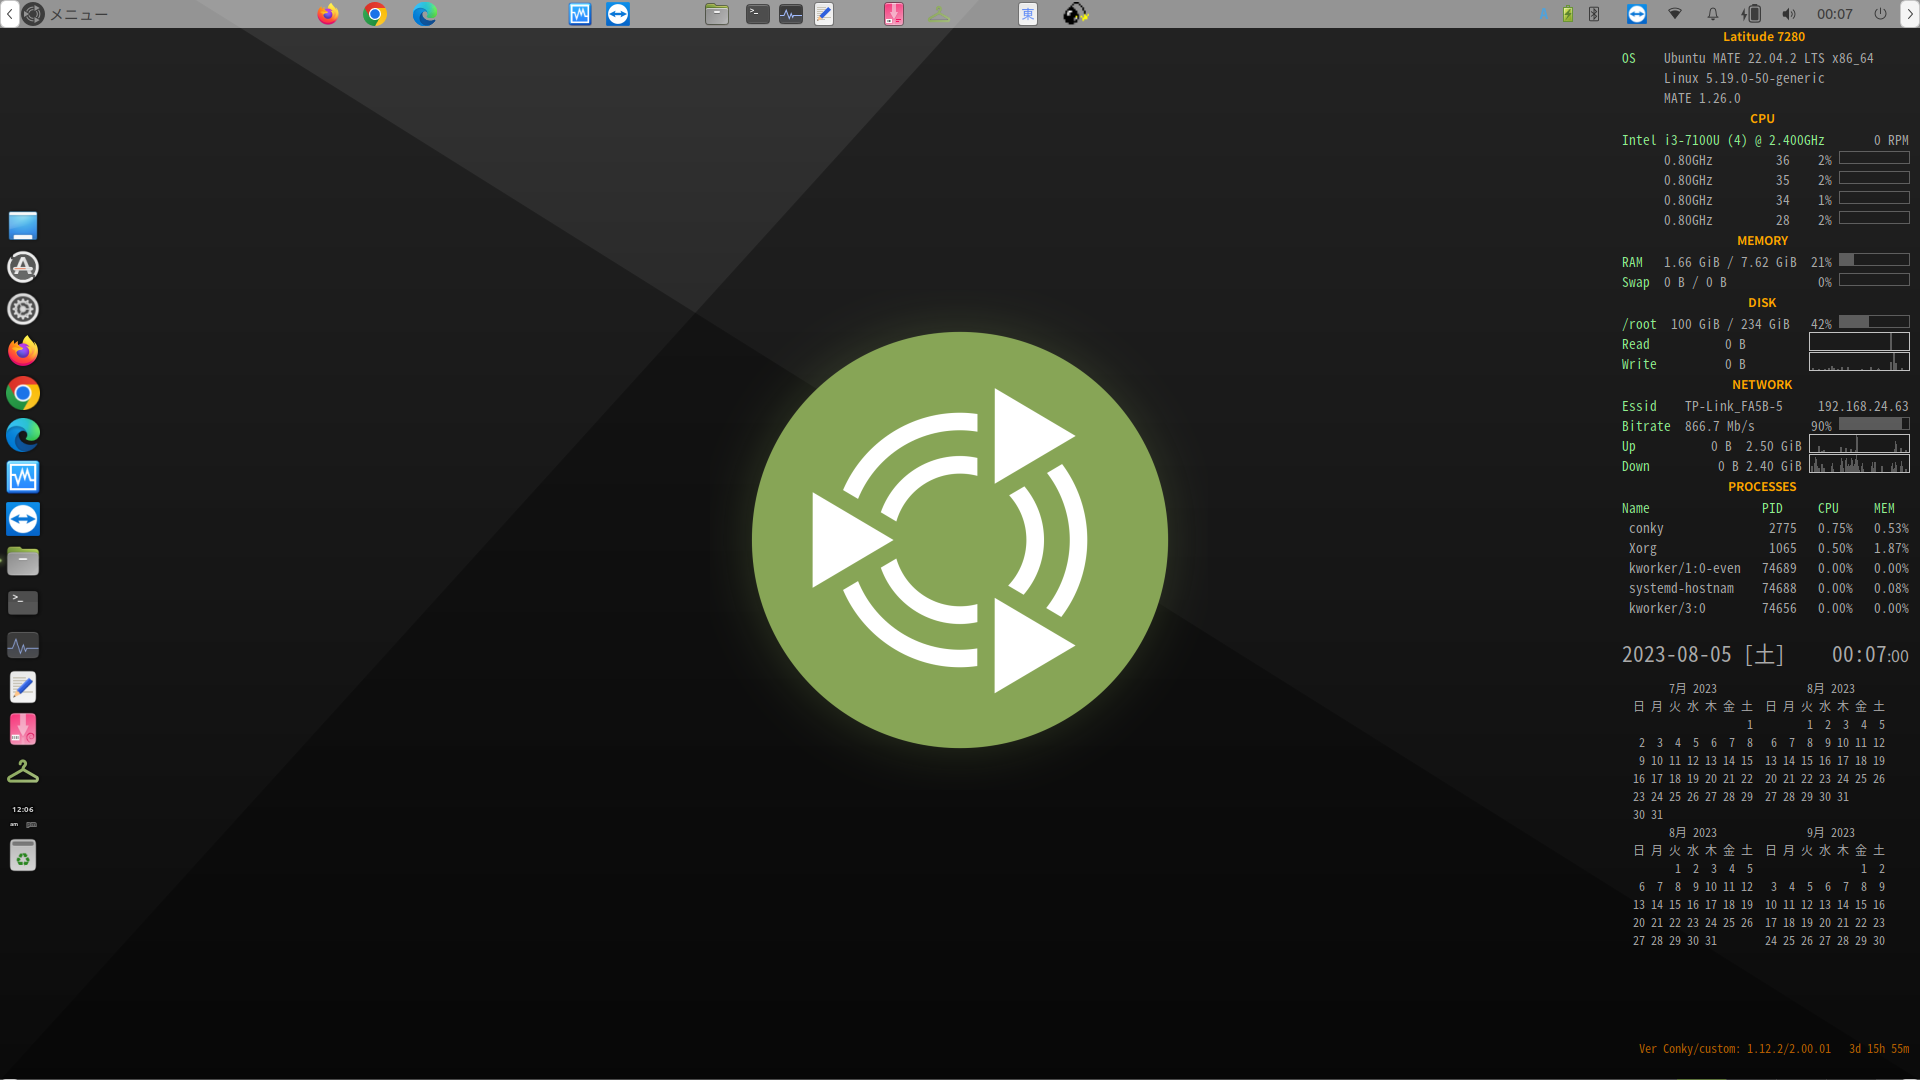 メニュー
東
00:07
Latitude 7280
OS Ubuntu MATE 22.04.2 LTS x86_64
Linux 5.19.0-50-generic
MATE 1.26.0
CPU
Intel i3-7100U (4) @ 2.400GHz 0 RPM
0.80GHz 36 2%
0.80GHz 35 2%
0.80GHz 34 1%
0.80GHz 28 2%
MEMORY
RAM 1.66 GiB / 7.62 GiB 21%
Swap 0 B / 0 B 0%
DISK
/root 100 GiB / 234 GiB 42%
Read 0 B
Write 0 B
NETWORK
Essid TP-Link_FA5B-5 192.168.24.63
Bitrate 866.7 Mb/s 90%
Up 0 B 2.50 GiB
Down 0 B 2.40 GiB
PROCESSES
Name PID CPU MEM
conky 2775 0.75% 0.53%
Xorg 1065 0.50% 1.87%
kworker/1:0-even 74689 0.00% 0.00%
systemd-hostnam 74688 0.00% 0.08%
kworker/3:0 74656 0.00% 0.00%
2023-08-05 [土] 00:07:00
7月 2023 8月 2023
日 月 火 水 木 金 土 日 月 火 水 木 金 土
1 1 2 3 4 5
2 3 4 5 6 7 8 6 7 8 9 10 11 12
9 10 11 12 13 14 15 13 14 15 16 17 18 19
16 17 18 19 20 21 22 20 21 22 23 24 25 26
23 24 25 26 27 28 29 27 28 29 30 31
30 31
8月 2023 9月 2023
日 月 火 水 木 金 土 日 月 火 水 木 金 土
1 2 3 4 5 1 2
6 7 8 9 10 11 12 3 4 5 6 7 8 9
13 14 15 16 17 18 19 10 11 12 13 14 15 16
20 21 22 23 24 25 26 17 18 19 20 21 22 23
27 28 29 30 31 24 25 26 27 28 29 30
Ver Conky/custom: 1.12.2/2.00.01 3d 15h 55m
>_
12:06
am